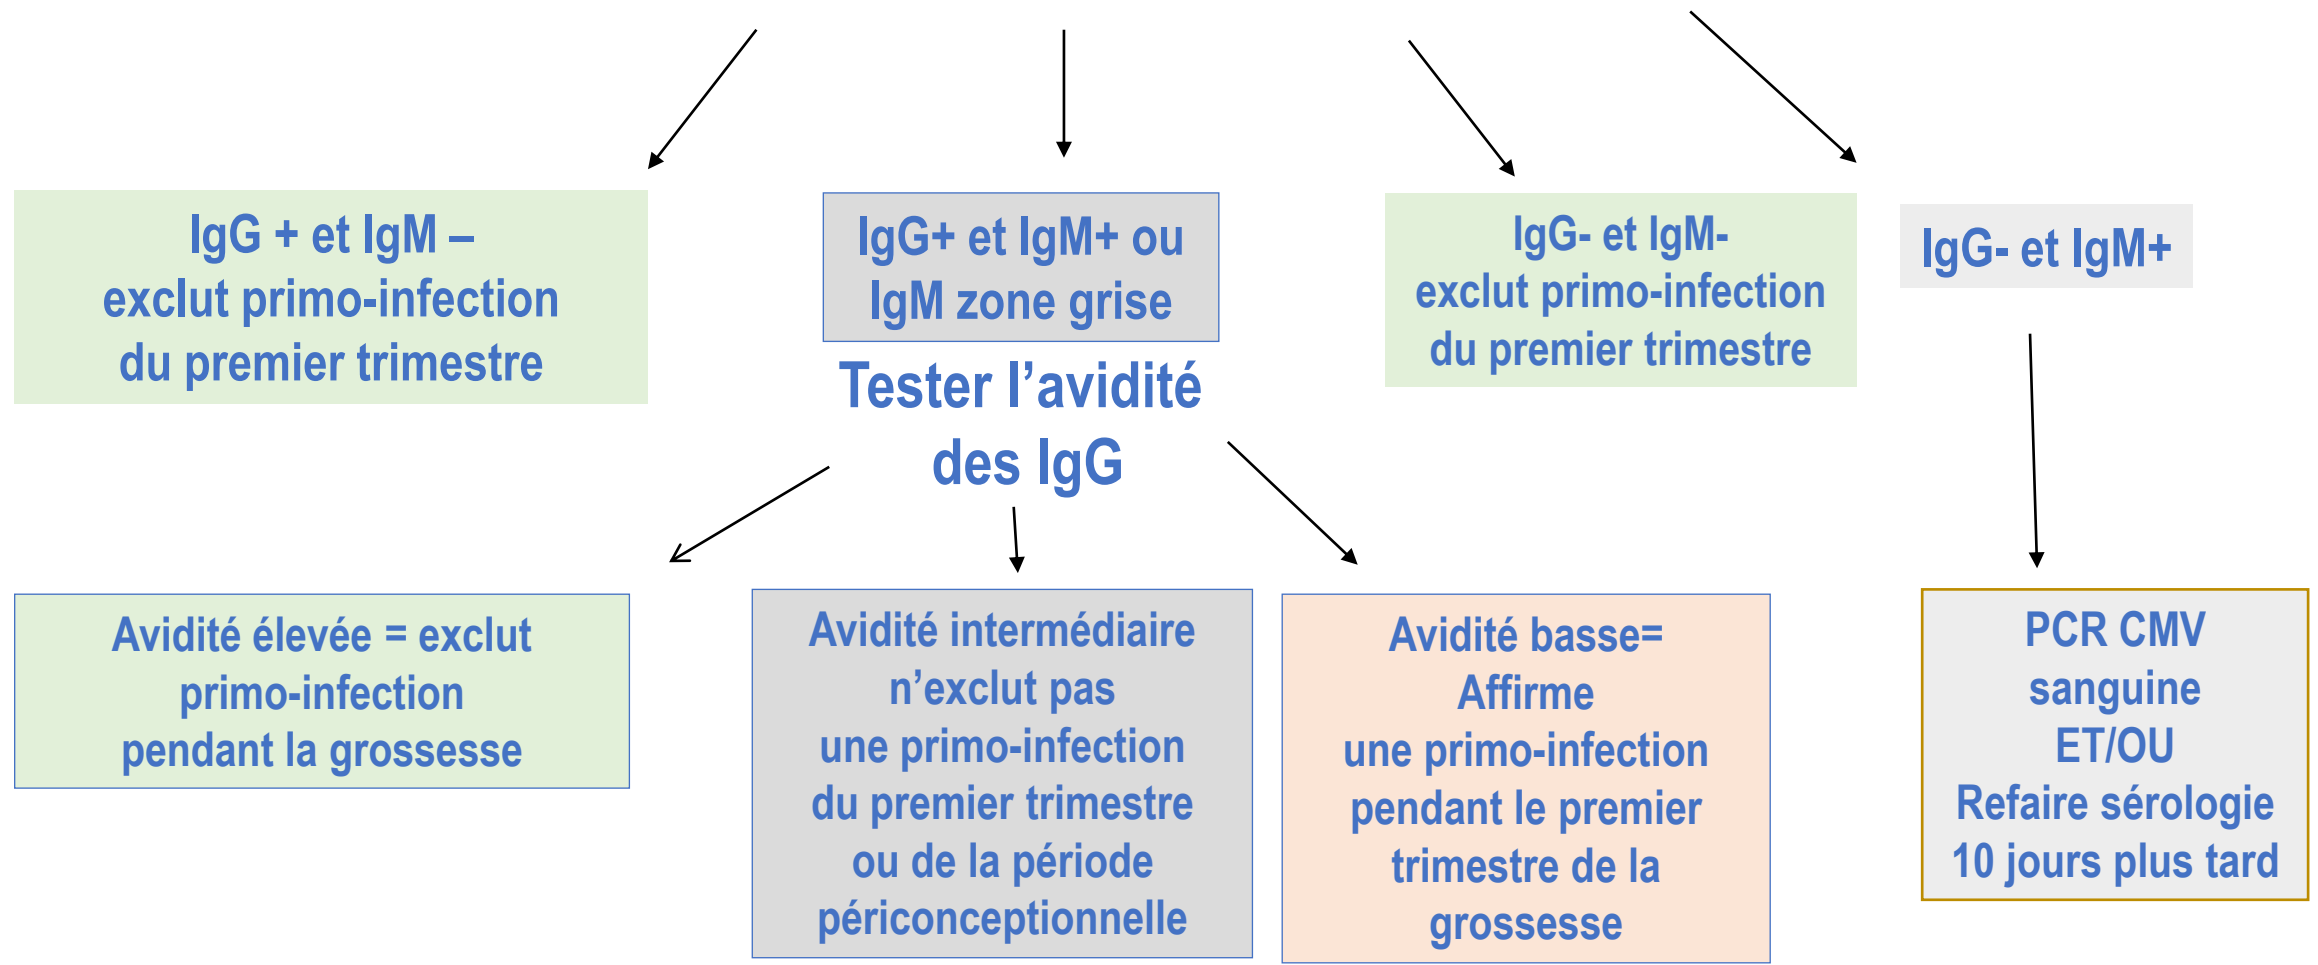 IgG + et IgM –
exclut primo-infection
du premier trimestre
IgG+ et IgM+ ou
IgM zone grise
Tester l’avidité
des IgG
IgG- et IgM-
exclut primo-infection
du premier trimestre
IgG- et IgM+
Avidité élevée = exclut
primo-infection
pendant la grossesse
Avidité intermédiaire
n’exclut pas
une primo-infection
du premier trimestre
ou de la période
périconceptionnelle
Avidité basse=
Affirme
une primo-infection
pendant le premier
trimestre de la
grossesse
PCR CMV
sanguine
ET/OU
Refaire sérologie
10 jours plus tard